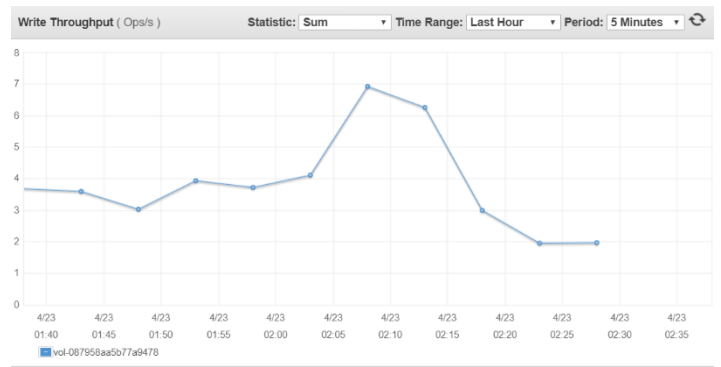 Write Throughput ( Ops/s ) Statistic: Sum Time Range: Last Hour Period: 5 Minutes
8
7
6
5
4
3
2
1
0
4/23 4/23 4/23 4/23 4/23 4/23 4/23 4/23 4/23 4/23 4/23 4/23
01:40 01:45 01:50 01:55 02:00 02:05 02:10 02:15 02:20 02:25 02:30 02:35
vol-087958aa5b77a9478